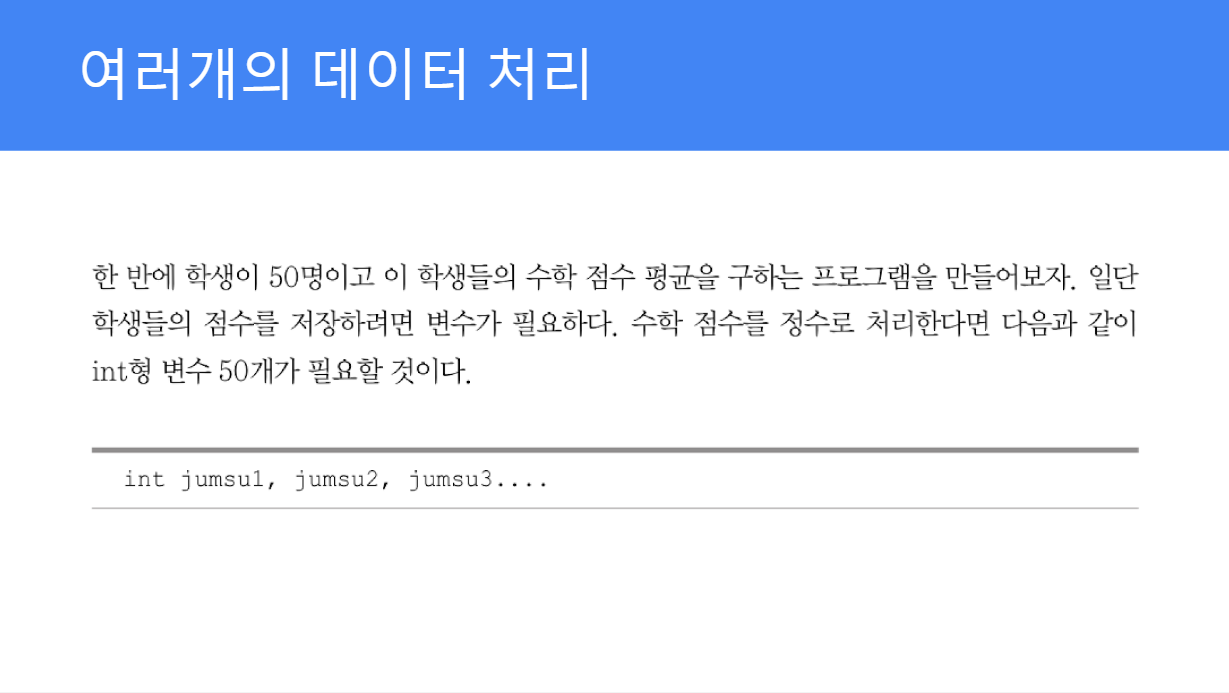 여러개의 데이터 처리
한 반에 학생이 50명이고 이 학생들의 수학 점수 평균을 구하는 프로그램을 만들어보자. 일단
학생들의 점수를 저장하려면 변수가 필요하다. 수학 점수를 정수로 처리한다면 다음과 같이
int형 변수 50개가 필요할 것이다.
int jumsu1, jumsu2, jumsu3....